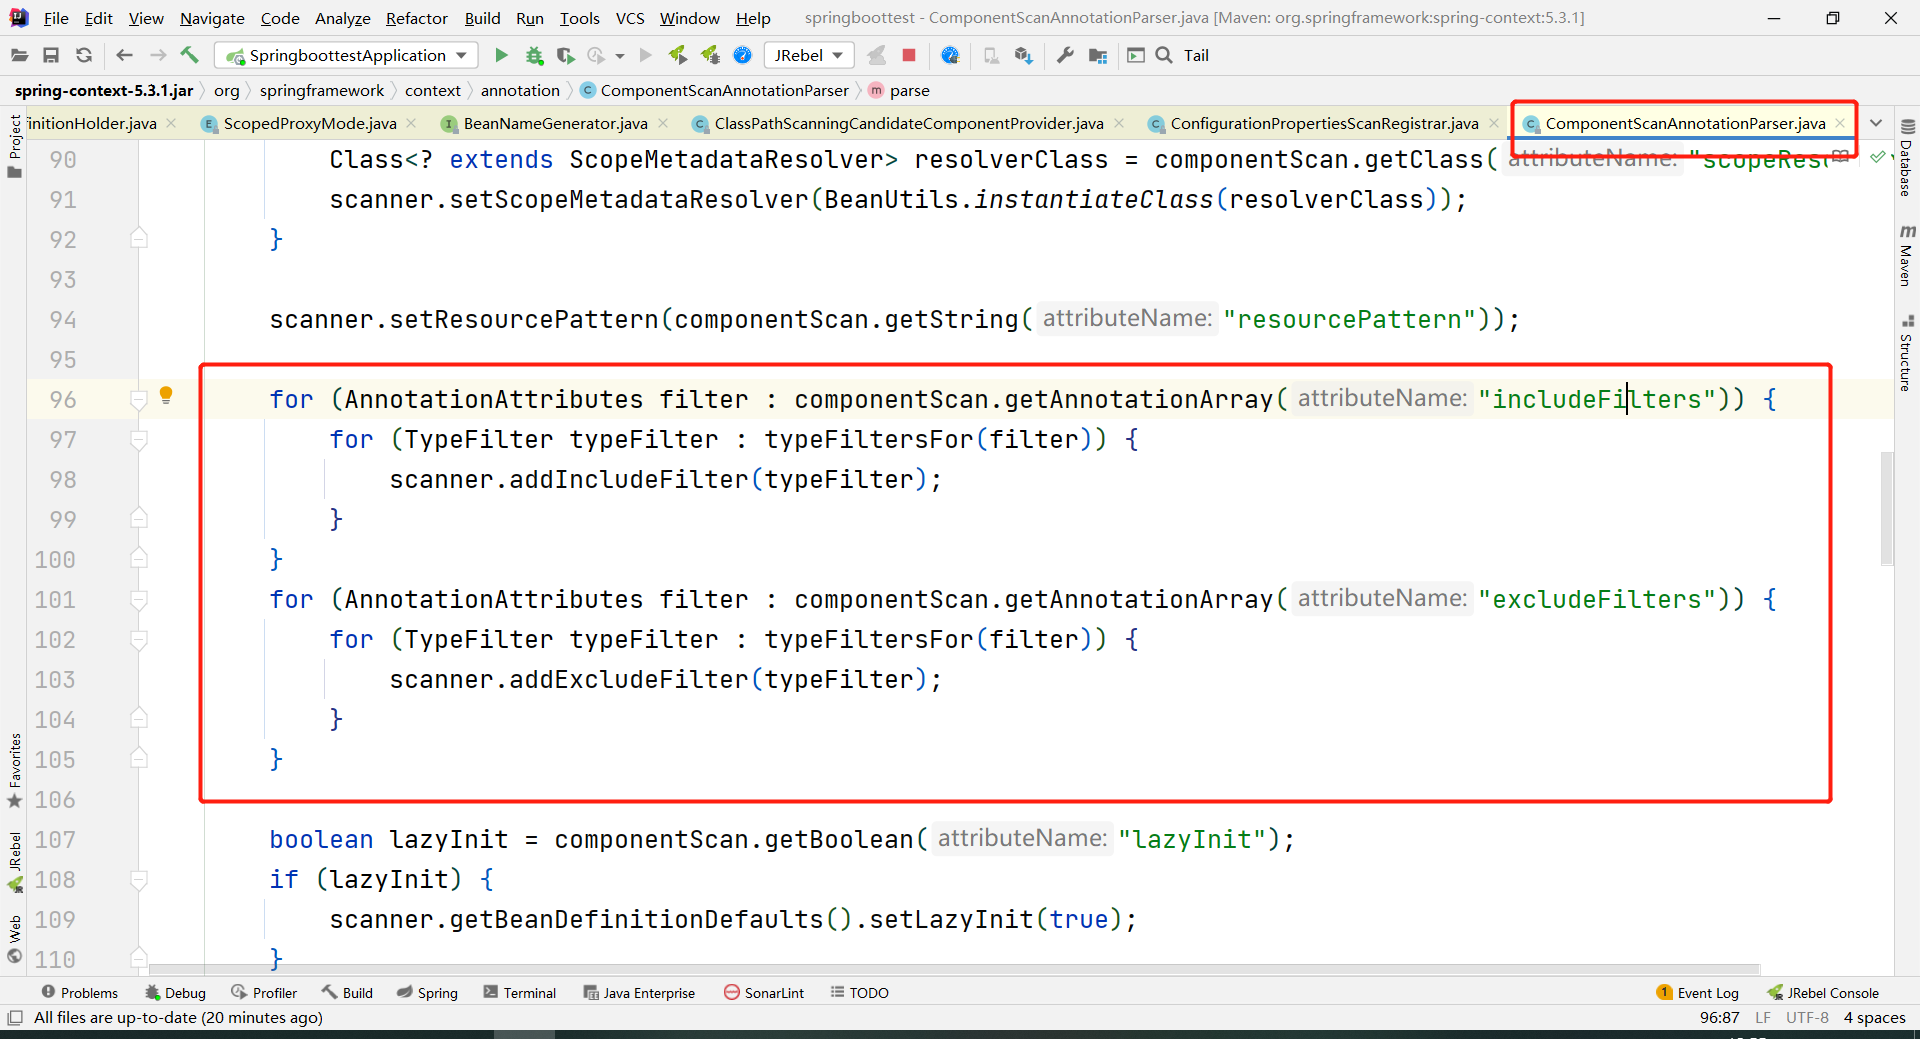 File Edit View Navigate Code Analyze Refactor Build Run Tools VCS Window Help springboottest - ComponentScanAnnotationParser.java [Maven: org.springframework:spring-context:5.3.1]
SpringboottestApplication JRebel Tail
spring-context-5.3.1.jar org springframework context annotation ComponentScanAnnotationParser parse
initionHolder.java ScopedProxyMode.java BeanNameGenerator.java ClassPathScanningCandidateComponentProvider.java ConfigurationPropertiesScanRegistrar.java ComponentScanAnnotationParser.java
Project
Favorites
JRebel
Web
Database
Maven
Structure
90 Class<? extends ScopeMetadataResolver> resolverClass = componentScan.getClass( attributeName: "scopeReso
91 scanner.setScopeMetadataResolver(BeanUtils.instantiateClass(resolverClass));
92 }
93
94 scanner.setResourcePattern(componentScan.getString( attributeName: "resourcePattern"));
95
96 for (AnnotationAttributes filter : componentScan.getAnnotationArray( attributeName: "includeFilters")) {
97 for (TypeFilter typeFilter : typeFiltersFor(filter)) {
98 scanner.addIncludeFilter(typeFilter);
99 }
100 }
101 for (AnnotationAttributes filter : componentScan.getAnnotationArray( attributeName: "excludeFilters")) {
102 for (TypeFilter typeFilter : typeFiltersFor(filter)) {
103 scanner.addExcludeFilter(typeFilter);
104 }
105 }
106
107 boolean lazyInit = componentScan.getBoolean( attributeName: "lazyInit");
108 if (lazyInit) {
109 scanner.getBeanDefinitionDefaults().setLazyInit(true);
110 }
Problems Debug Profiler Build Spring Terminal Java Enterprise SonarLint TODO 1 Event Log JRebel Console
All files are up-to-date (20 minutes ago) 96:87 LF UTF-8 4 spaces